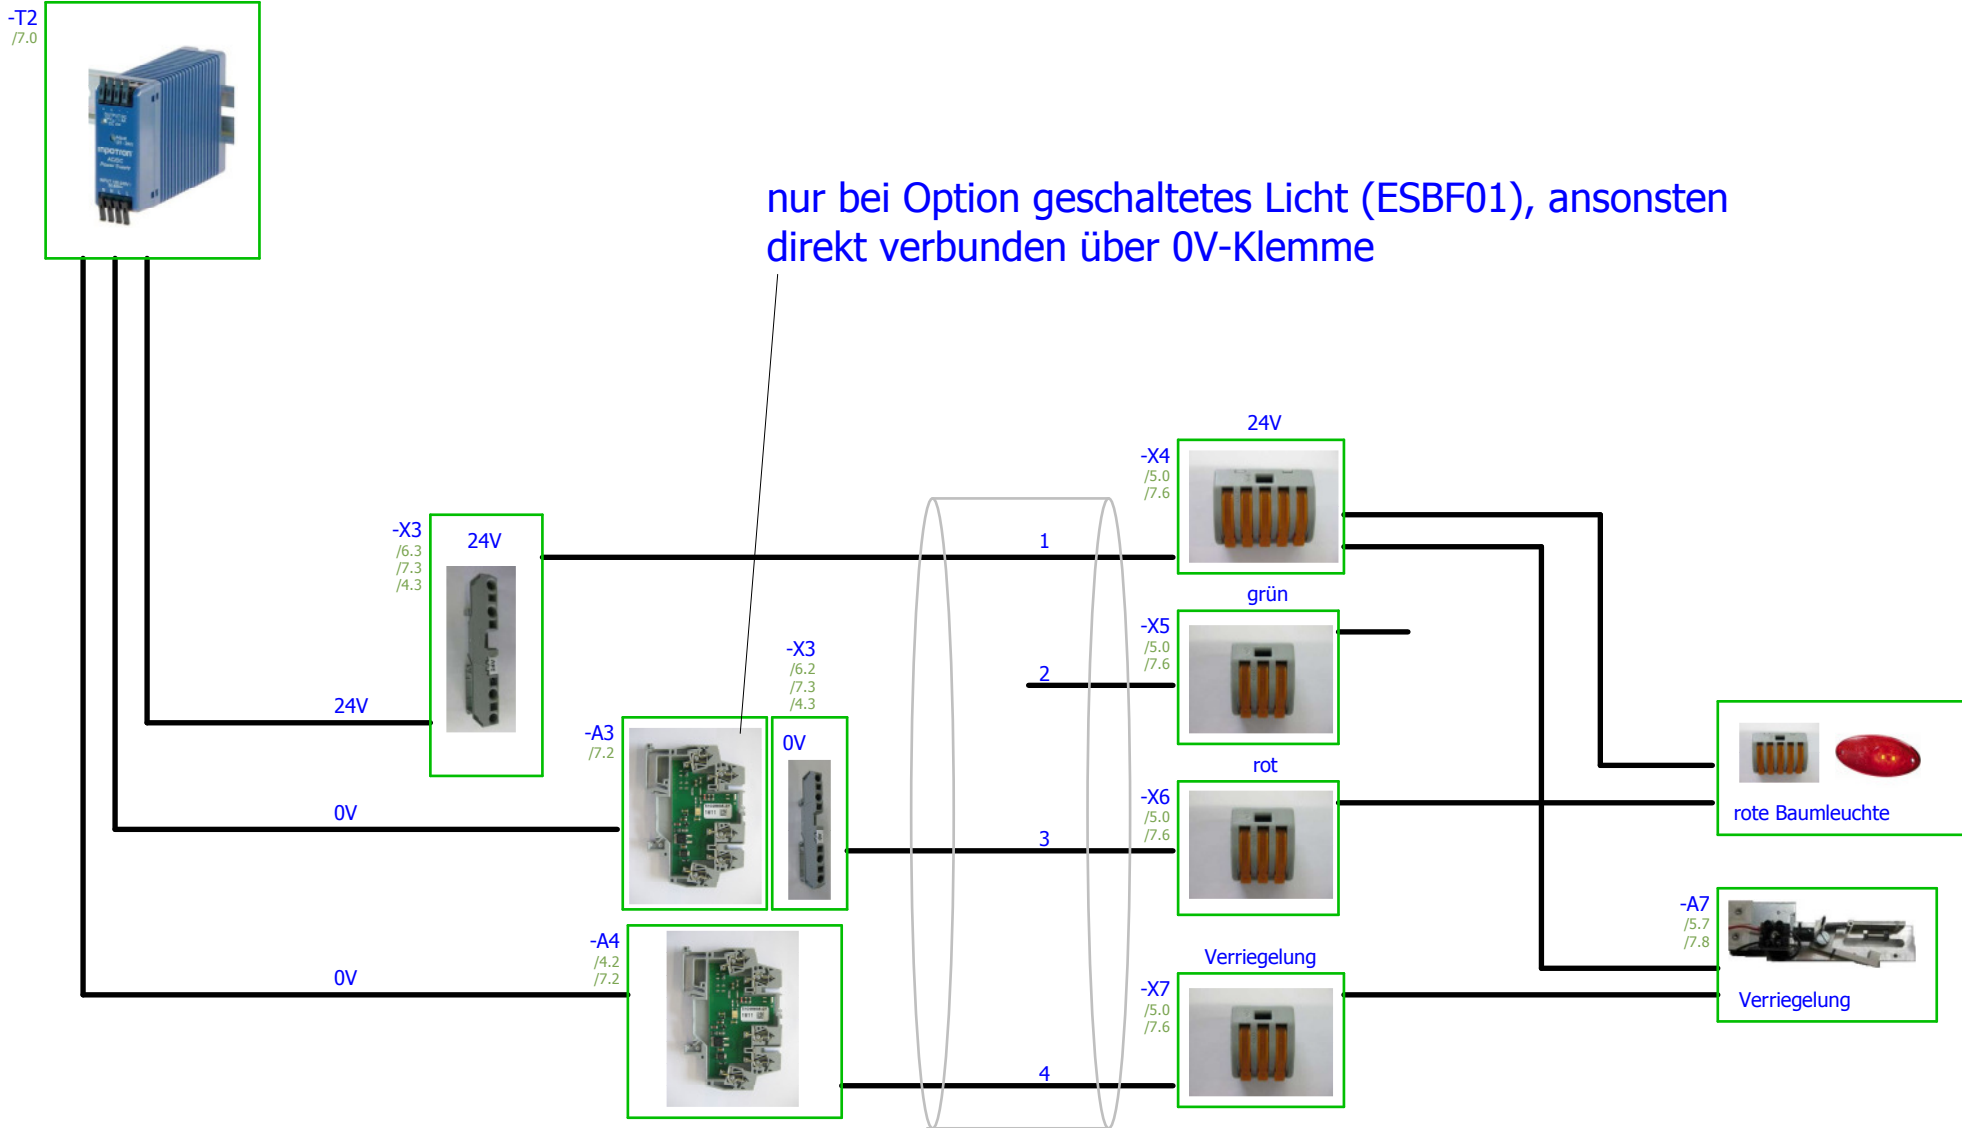 -T2
/7.0
nur bei Option geschaltetes Licht (ESBF01), ansonsten
direkt verbunden über 0V-Klemme
24V
-X4
/5.0
/7.6
-X3
/6.3
/7.3
/4.3
24V
1
grün
-X5
/5.0
/7.6
2
-X3
/6.2
/7.3
/4.3
24V
-A3
/7.2
0V
rot
-X6
/5.0
/7.6
0V
3
rote Baumleuchte
-A4
/4.2
/7.2
0V
Verriegelung
-X7
/5.0
/7.6
4
-A7
/5.7
/7.8
Verriegelung